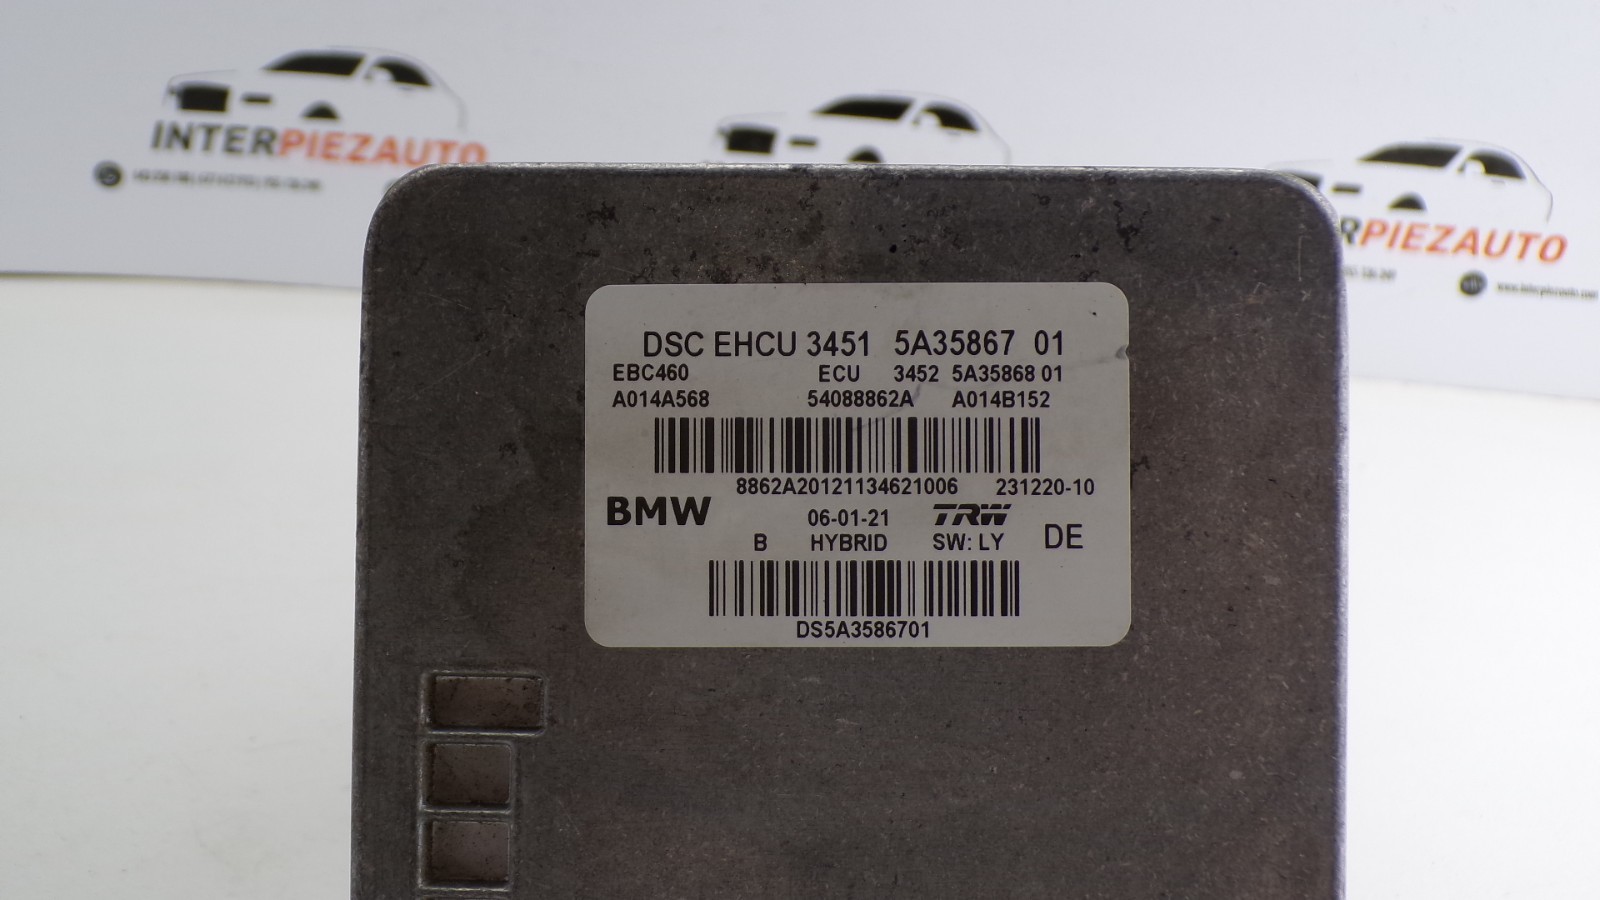 INTERPIEZAUTO
RPIEZAUTO
DSC EHCU 3451 5A35867 01
EBC460 ECU 3452 5A35868 01
A014A568 54088862A A014B152
8862A20121134621006 231220-10
BMW 06-01-21 TRW
B HYBRID SW: LY DE
DS5A3586701